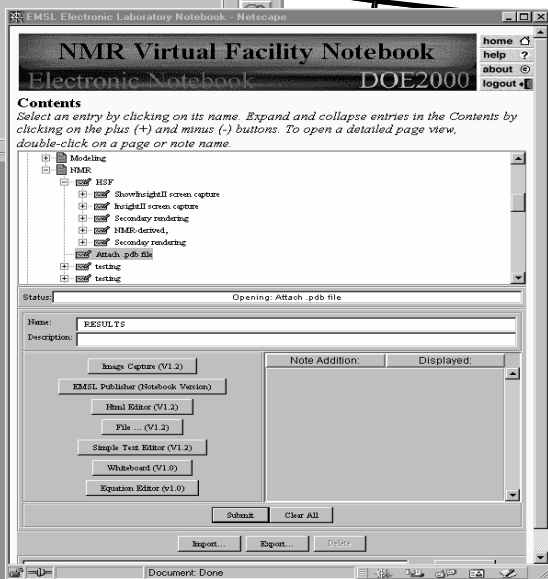 EMSL Electronic Laboratory Notebook - Netscape
NMR Virtual Facility Notebook
Electronic Notebook DOE2000
home
help ?
about ©
logout
Contents
Select an entry by clicking on its name. Expand and collapse entries in the Contents by
clicking on the plus (+) and minus (-) buttons. To open a detailed page view,
double-click on a page or note name.
Modeling
NMR
HSF
ShowInsightII screen capture
InsightII screen capture
Secondary rendering
NMR-derived,
Seconday rendering
Attach .pdb file
testing
testing
Status: Opening: Attach .pdb file
Name: RESULTS
Description:
Note Addition: Displayed:
Image Capture (V1.2)
EMSL Publisher (Notebook Version)
Html Editor (V1.2)
File ... (V1.2)
Simple Text Editor (V1.2)
Whiteboard (V1.0)
Equation Editor (v1.0)
Submit Clear All
Import... Export... Delete
Document: Done